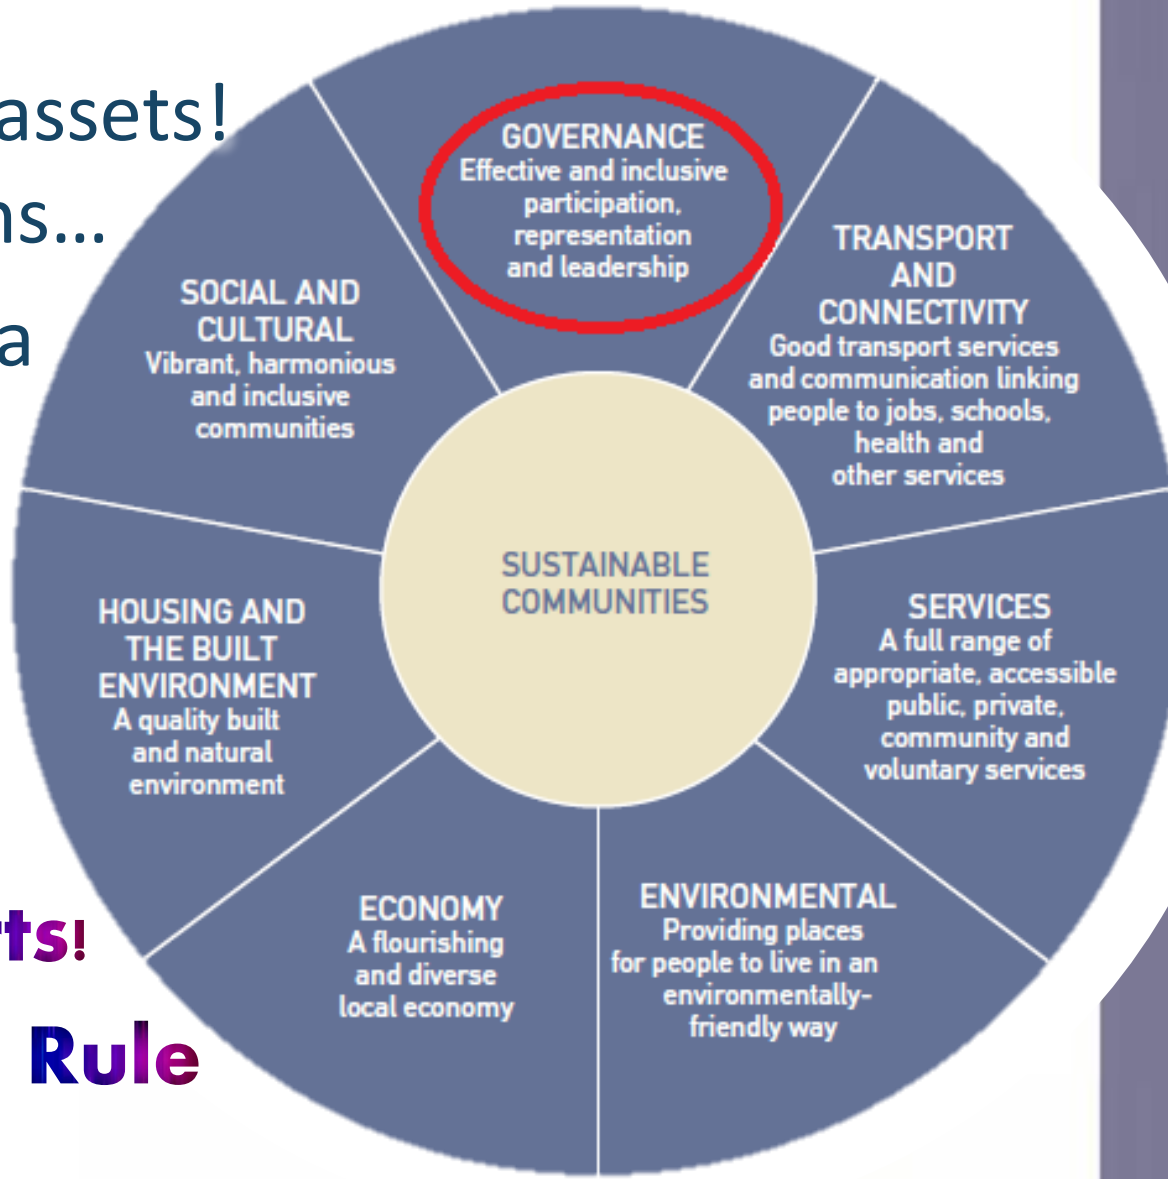 assets!
ns...
a
ts!
Rule
GOVERNANCE
Effective and inclusive
participation,
representation
and leadership
TRANSPORT
AND
CONNECTIVITY
Good transport services
and communication linking
people to jobs, schools,
health and
other services
SERVICES
A full range of
appropriate, accessible
public, private,
community and
voluntary services
ENVIRONMENTAL
Providing places
for people to live in an
environmentally-
friendly way
ECONOMY
A flourishing
and diverse
local economy
HOUSING AND
THE BUILT
ENVIRONMENT
A quality built
and natural
environment
SOCIAL AND
CULTURAL
Vibrant, harmonious
and inclusive
communities
SUSTAINABLE
COMMUNITIES